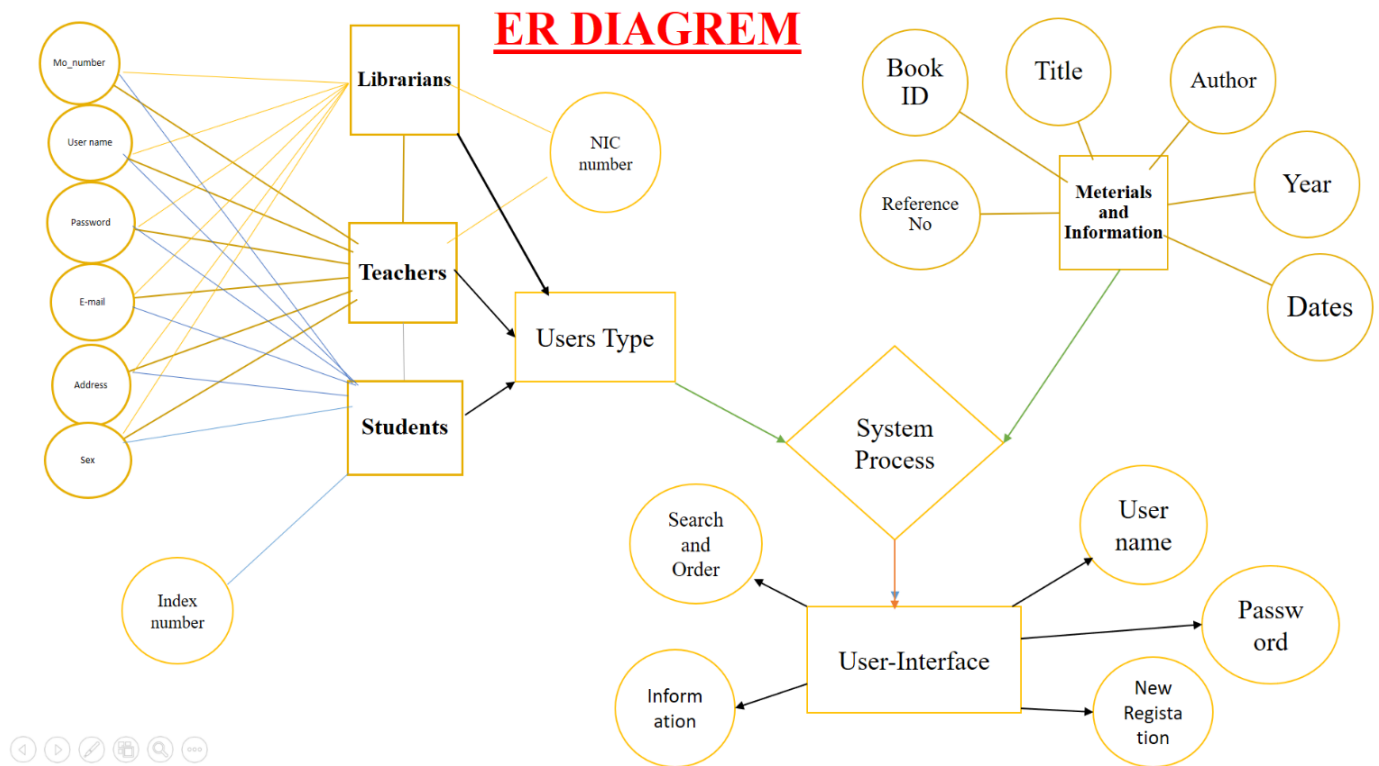 ER DIAGREM
Mo_number
User name
Password
E-mail
Address
Sex
Librarians
Teachers
Students
NIC
number
Index
number
Users Type
Book
ID
Title
Author
Reference
No
Meterials
and
Information
Year
Dates
System
Process
Search
and
Order
Inform
ation
User-Interface
User
name
Passw
ord
New
Regista
tion